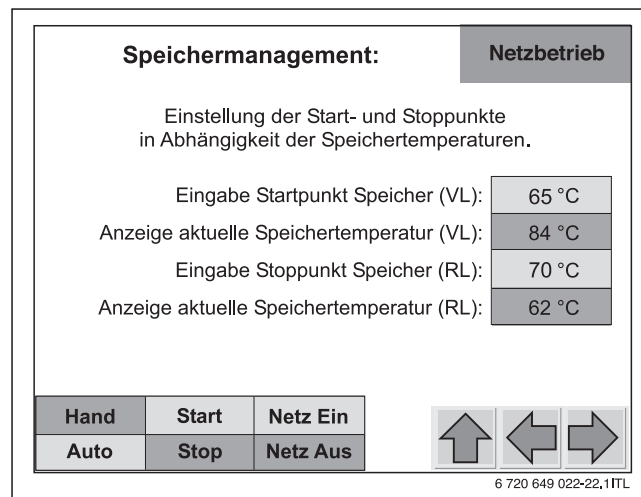 Speichermanagement:
Netzbetrieb
Einstellung der Start- und Stoppunkte
in Abhängigkeit der Speichertemperaturen.
Eingabe Startpunkt Speicher (VL): 65 °C
Anzeige aktuelle Speichertemperatur (VL): 84 °C
Eingabe Stoppunkt Speicher (RL): 70 °C
Anzeige aktuelle Speichertemperatur (RL): 62 °C
Hand Start Netz Ein
Auto Stop Netz Aus
6 720 649 022-22.1ITL